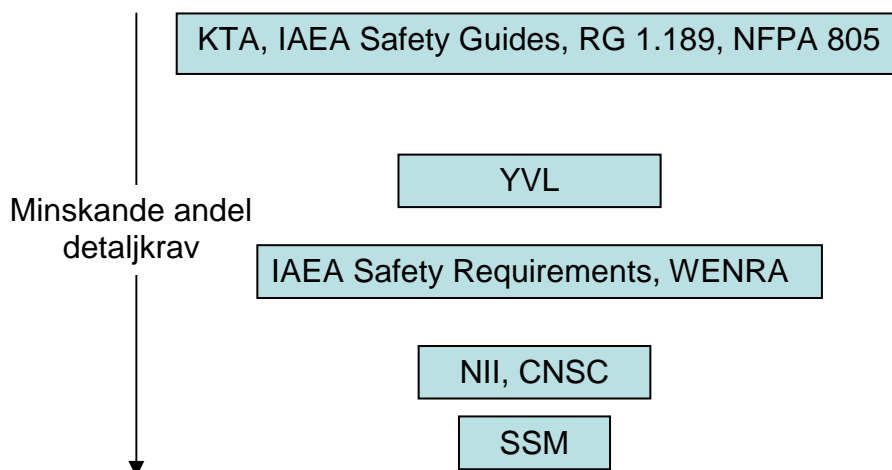 KTA, IAEA Safety Guides, RG 1.189, NFPA 805
YVL
Minskande andel
detaljkrav
IAEA Safety Requirements, WENRA
NII, CNSC
SSM